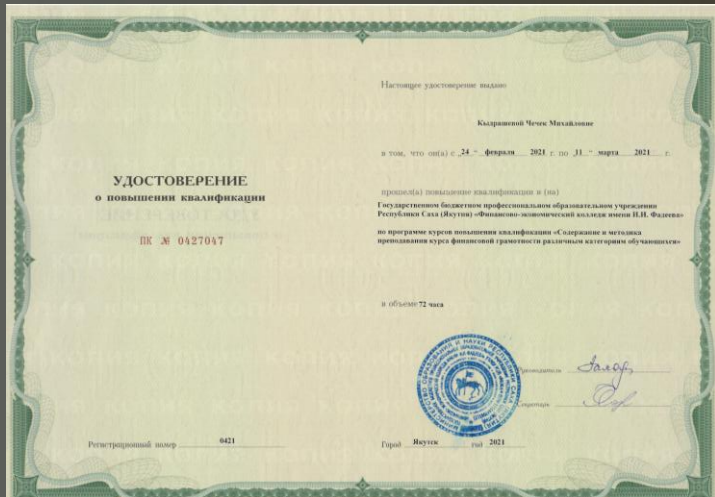 УДОСТОВЕРЕНИЕ
о повышении квалификации
ПК № 0427047
Регистрационный номер 0421
Настоящее удостоверение выдано
Кыдрашевой Чечек Михайловне
в том, что он(а) с „24 “ февраля 2021 г. по „11 “ марта 2021 г.
прошел(а) повышение квалификации в (на)
Государственном бюджетном профессиональном образовательном учреждении
Республики Саха (Якутия) «Финансово-экономический колледж имени И.И. Фадеева»
по программе курсов повышения квалификации «Содержание и методика
преподавания курса финансовой грамотности различным категориям обучающихся»
в объеме 72 часа
Руководитель
Секретарь
Город Якутск год 2021